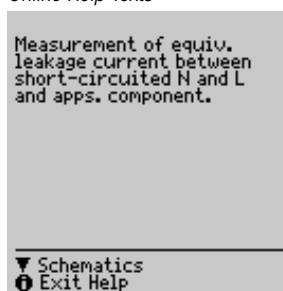 Online Help Texts
Measurement of equiv.
leakage current between
short-circuited N and L
and apps. component.
▼ Schematics
Exit Help